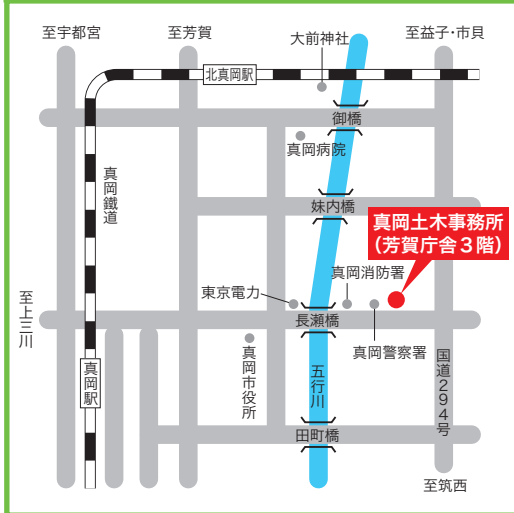 至宇都宮
至芳賀
大前神社
至益子・市貝
北真岡駅
御橋
真岡病院
真岡鐵道
妹内橋
真岡土木事務所
（芳賀庁舎３階）
東京電力
真岡消防署
至上三川
長瀬橋
真岡警察署
真岡駅
真岡市役所
五行川
国道２９４号
田町橋
至筑西